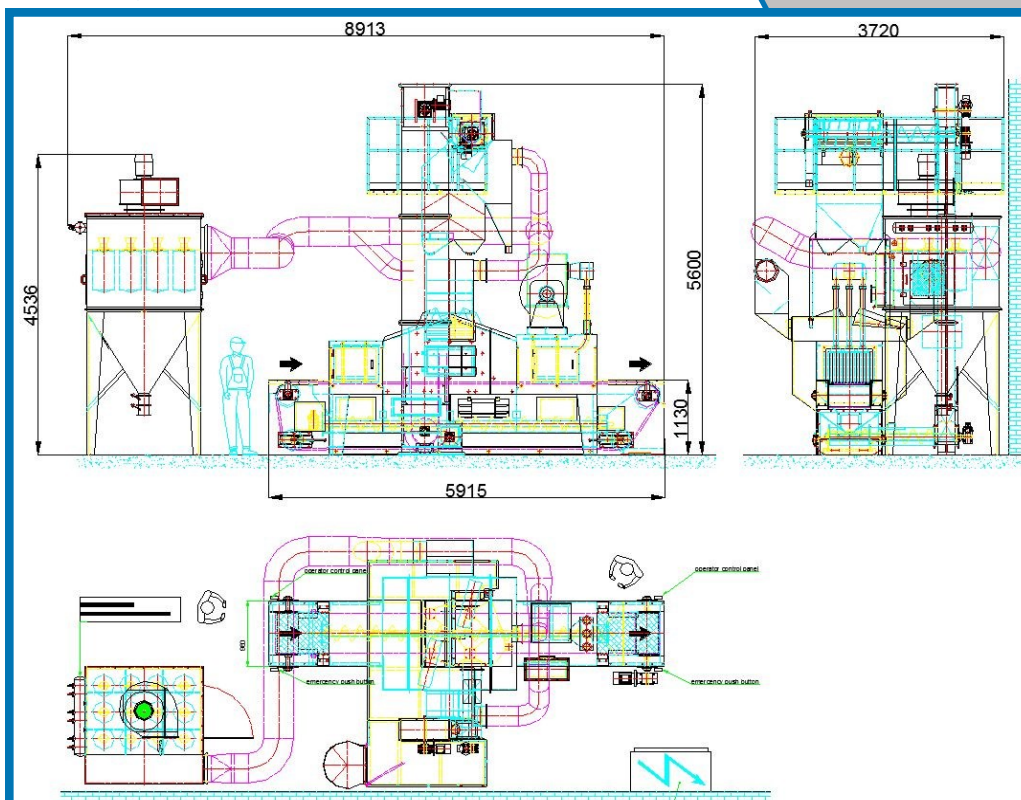 8913
3720
4536
5600
1130
5915
operator control panel
operator control panel
emergency push button
emergency push button